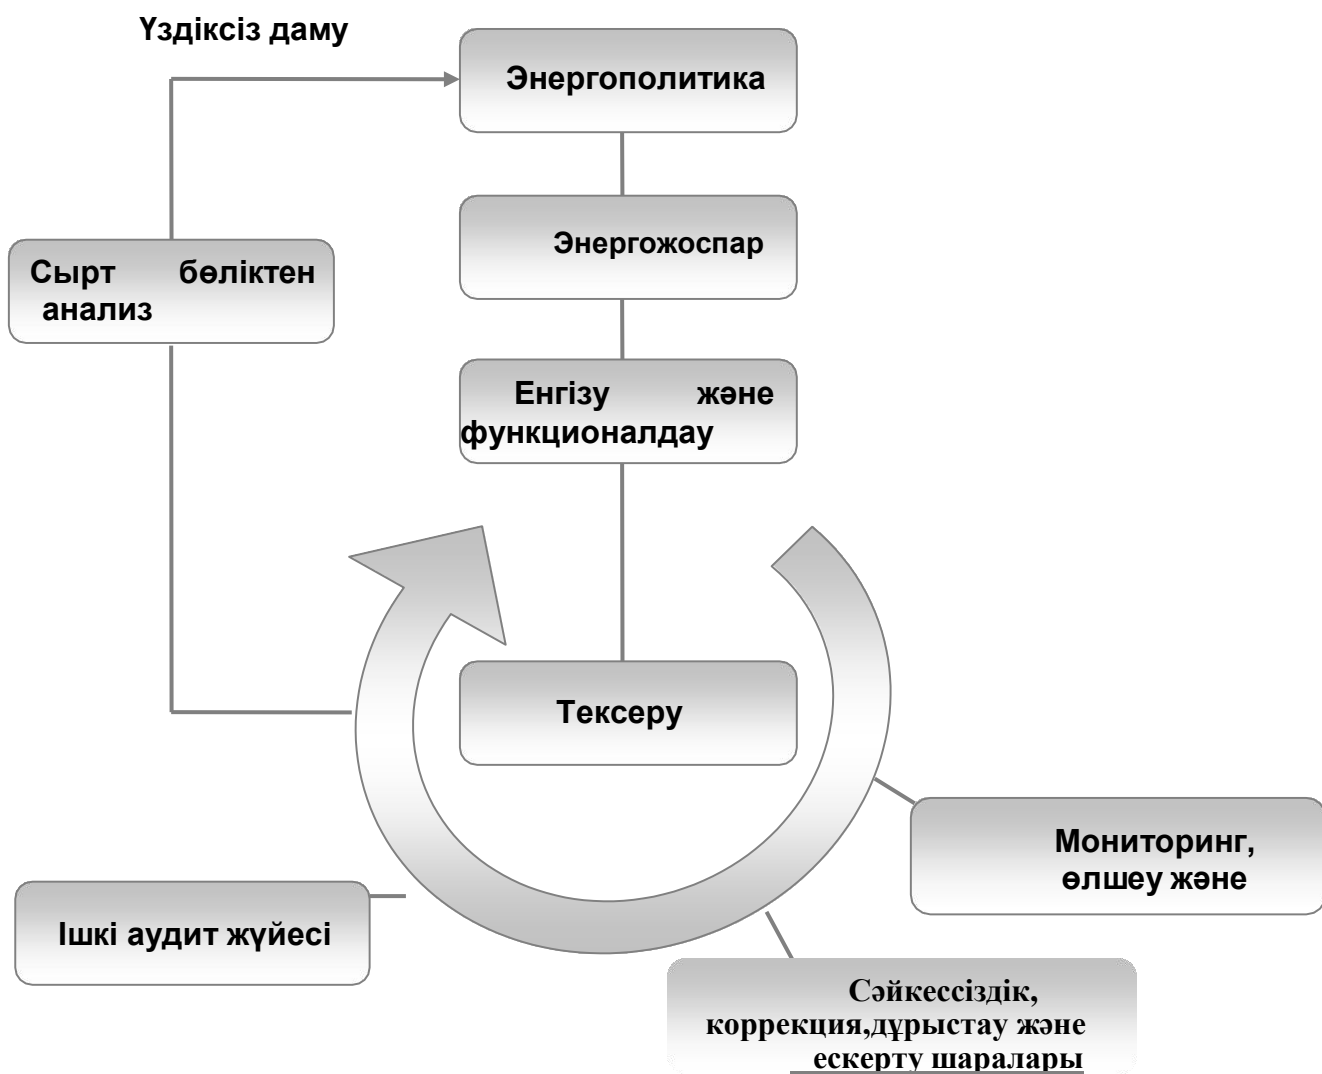 Үздіксіз даму
Энергополитика
Энергожоспар
Сырт бөліктен
анализ
Енгізу және
функционалдау
Тексеру
Мониторинг,
өлшеу және
Ішкі аудит жүйесі
Сәйкессіздік,
коррекция,дұрыстау және
ескерту шаралары